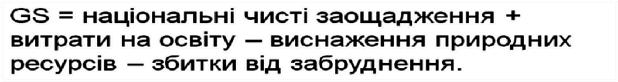 GS = національні чисті заощадження +
витрати на освіту – виснаження природних
ресурсів – збитки від забруднення.